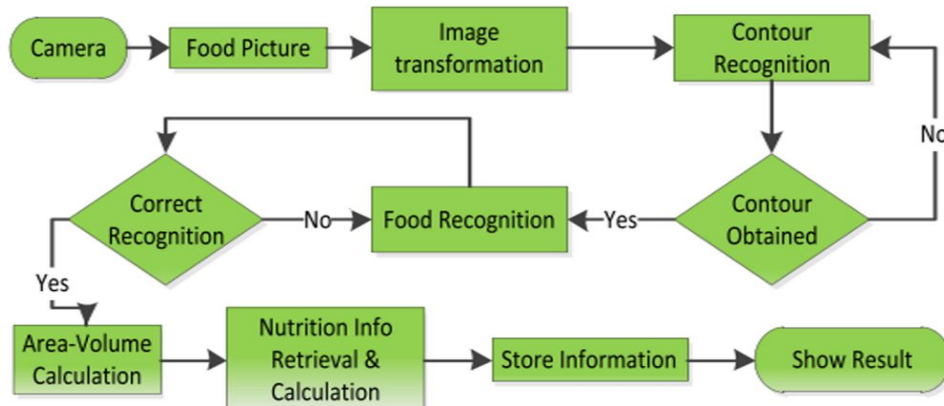 Camera
Food Picture
Image
transformation
Contour
Recognition
No
Contour
Obtained
Yes
Food Recognition
No
Correct
Recognition
Yes
Area-Volume
Calculation
Nutrition Info
Retrieval &
Calculation
Store Information
Show Result